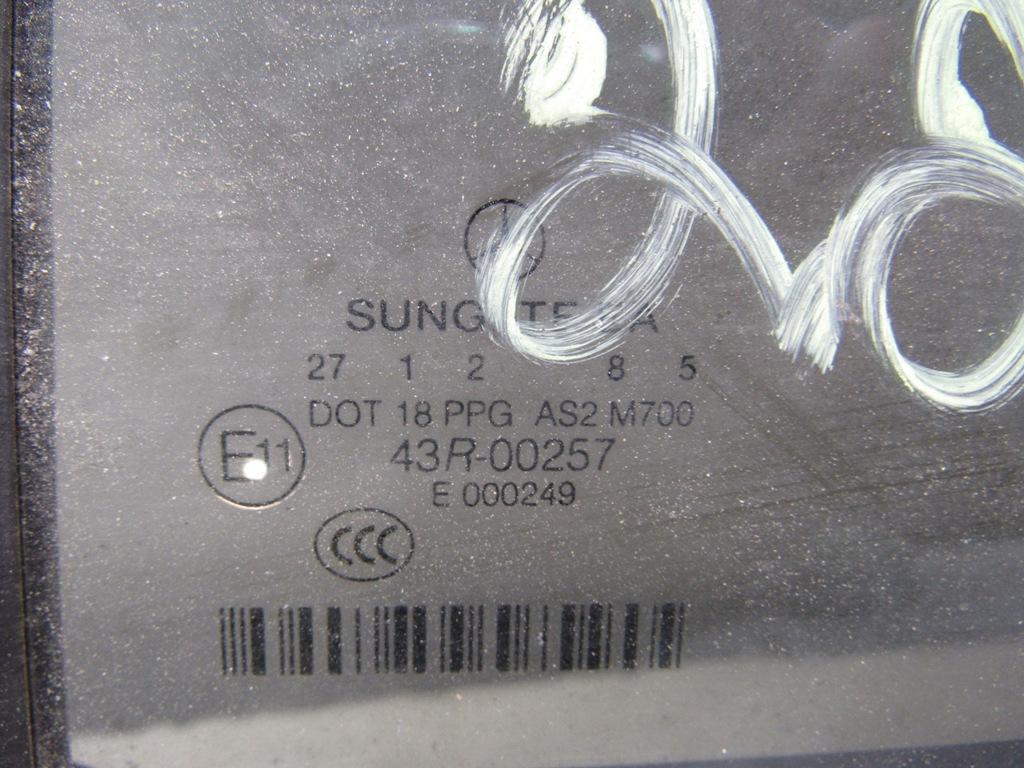 27 1 2 8 5
DOT 18 PPG AS2 M700
E11
43R-00257
E 000249
CCC